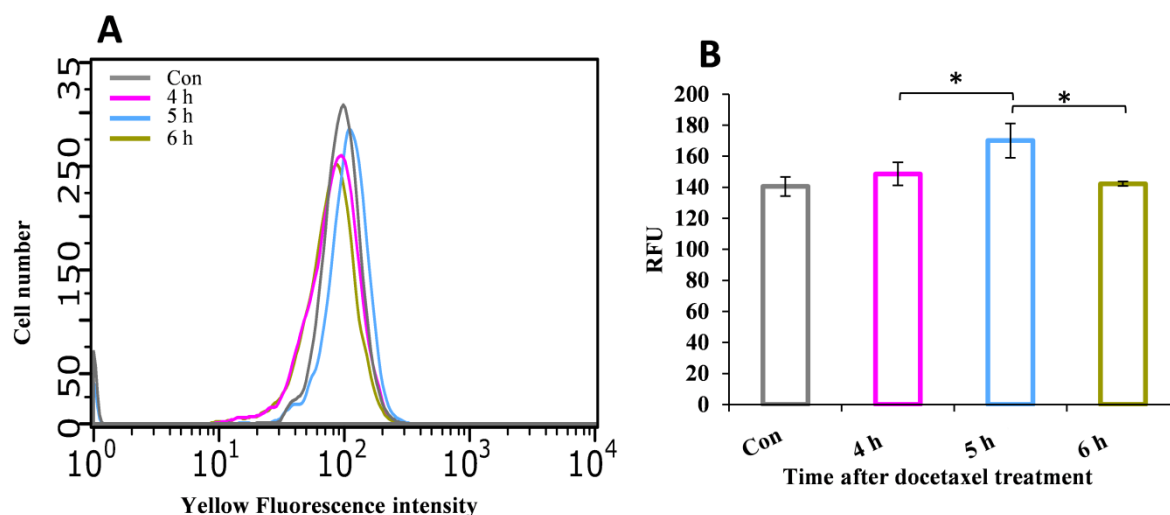 A
35
250
150
50
0
Cell number
Con
4 h
5 h
6 h
10^0
10^1
10^2
10^3
10^4
Yellow Fluorescence intensity
B
*
*
200
180
160
140
120
100
80
60
40
20
0
RFU
Con
4 h
5 h
6 h
Time after docetaxel treatment